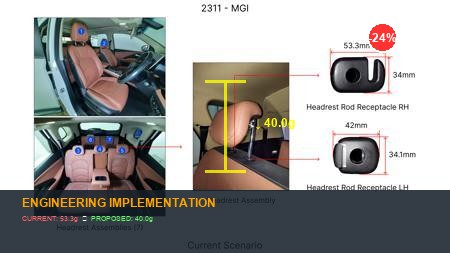 2311 - MGI
-24%
53.3mm
34mm
Headrest Rod Receptacle RH
40.0g
42mm
34.1mm
Headrest Rod Receptacle LH
Headrest Assembly
ENGINEERING IMPLEMENTATION
CURRENT: 53.3g PROPOSED: 40.0g
Headrest Assemblies (7)
Current Scenario